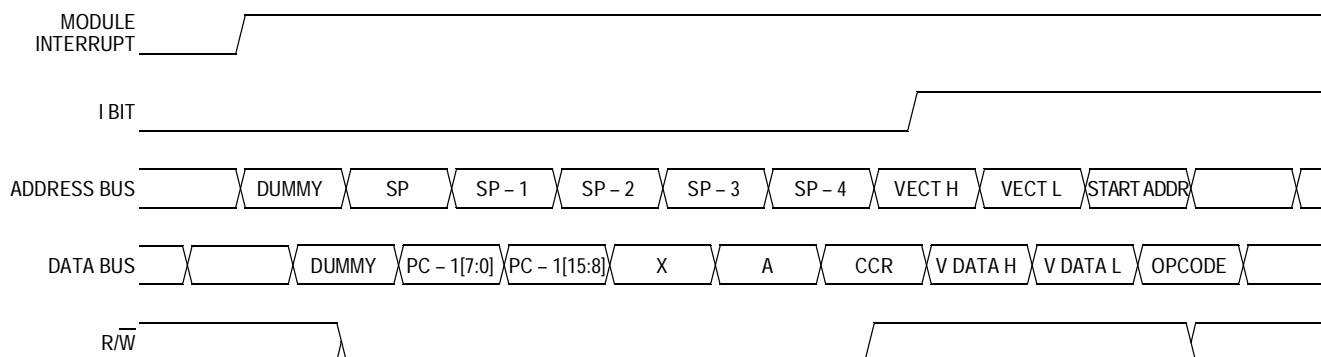 MODULE
INTERRUPT
I BIT
ADDRESS BUS DUMMY SP SP – 1 SP – 2 SP – 3 SP – 4 VECT H VECT L START ADDR
DATA BUS DUMMY PC – 1[7:0] PC – 1[15:8] X A CCR V DATA H V DATA L OPCODE
R/W̅